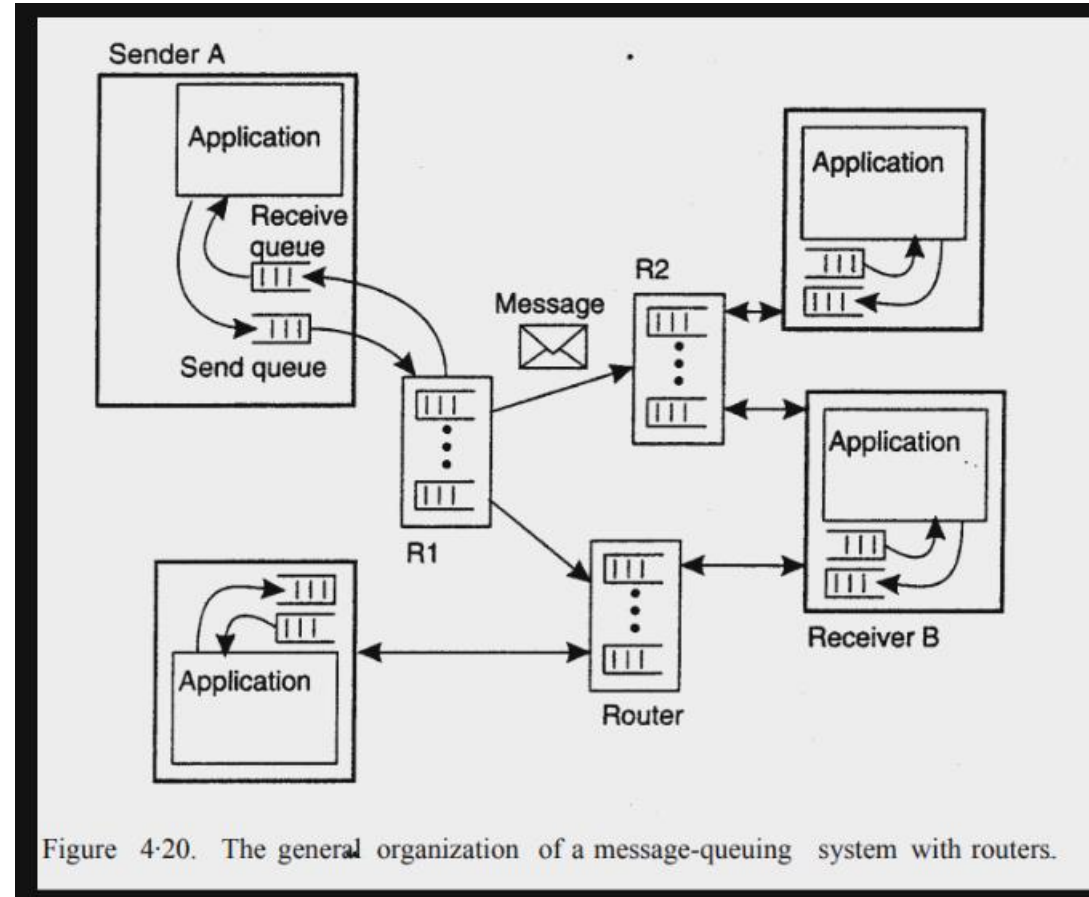 Sender A
Application
Receive
queue
Send queue
R1
Message
R2
Application
Application
Receiver B
Application
Router
Figure 4-20. The general organization of a message-queuing system with routers.